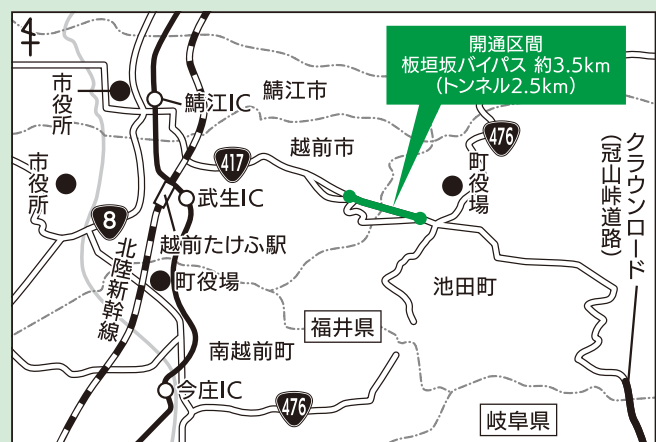 開通区間
板垣坂バイパス 約3.5km
(トンネル2.5km)
市役所
鯖江IC
鯖江市
476
417
越前市
町役場
クラウンロード
(冠山峠道路)
市役所
武生IC
8
越前たけふ駅
北陸新幹線
町役場
池田町
福井県
南越前町
今庄IC
476
岐阜県